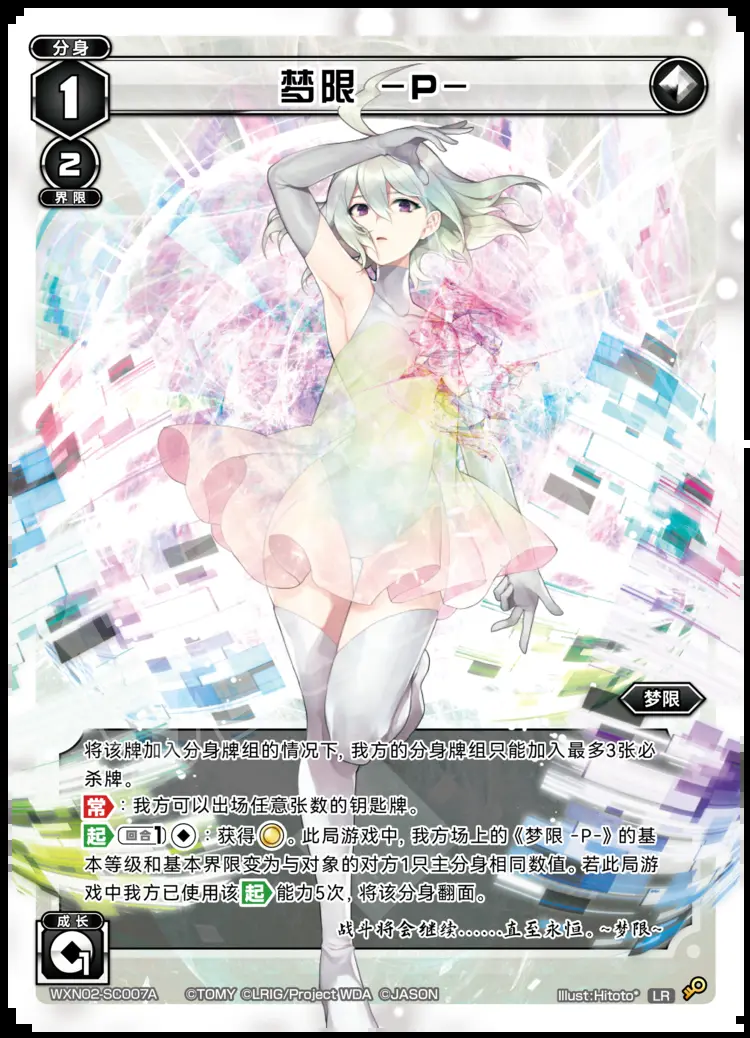 分身
1
梦限 -P-
2
界限
梦限
将该牌加入分身牌组的情况下, 我方的分身牌组只能加入最多3张必
杀牌。
常：我方可以出场任意张数的钥匙牌。
起 回合1 ◆：获得。此局游戏中, 我方场上的《梦限 -P-》的基
本等级和基本界限变为与对象的对方1只主分身相同数值。若此局游
戏中我方已使用该起能力5次, 将该分身翻面。
战斗将会继续......直至永恒。~梦限~
成长
1
WXN02-SC007A ©TOMY ©LRIG/Project WDA ©JASON Illust:Hitoto* LR